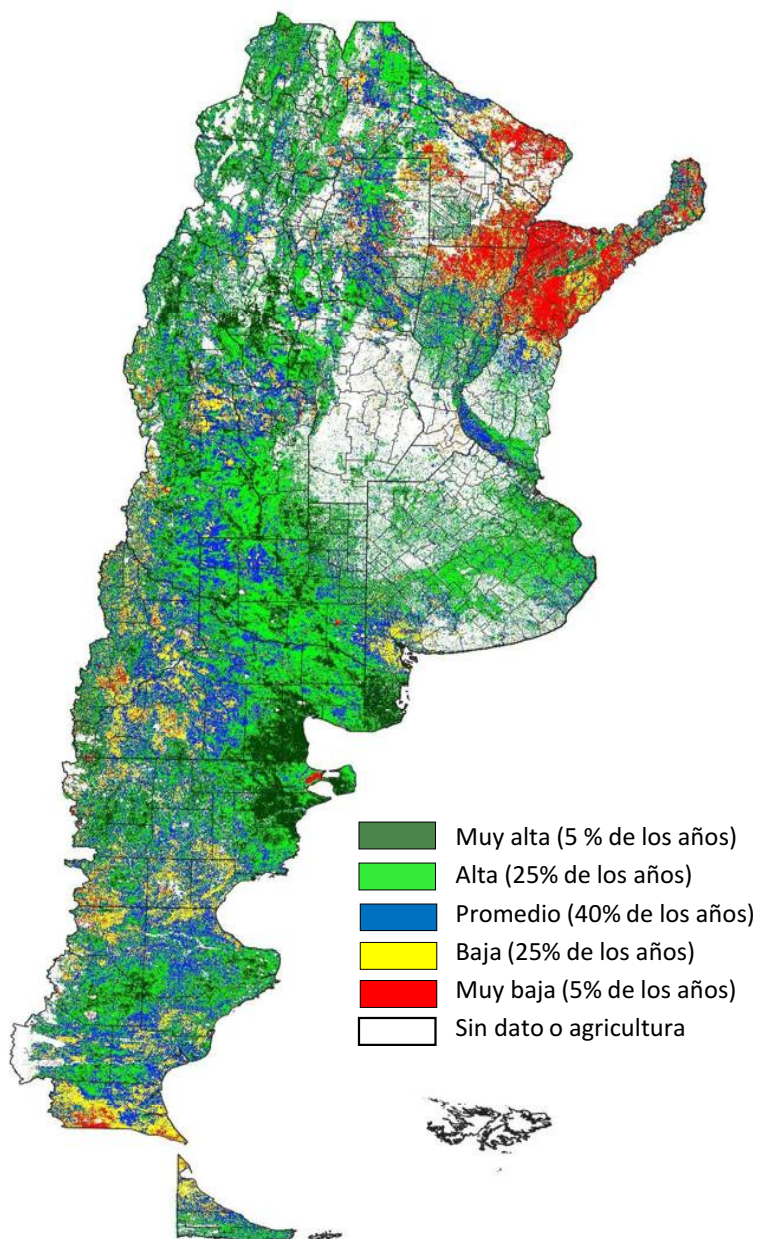 Muy alta (5 % de los años)
Alta (25% de los años)
Promedio (40% de los años)
Baja (25% de los años)
Muy baja (5% de los años)
Sin dato o agricultura